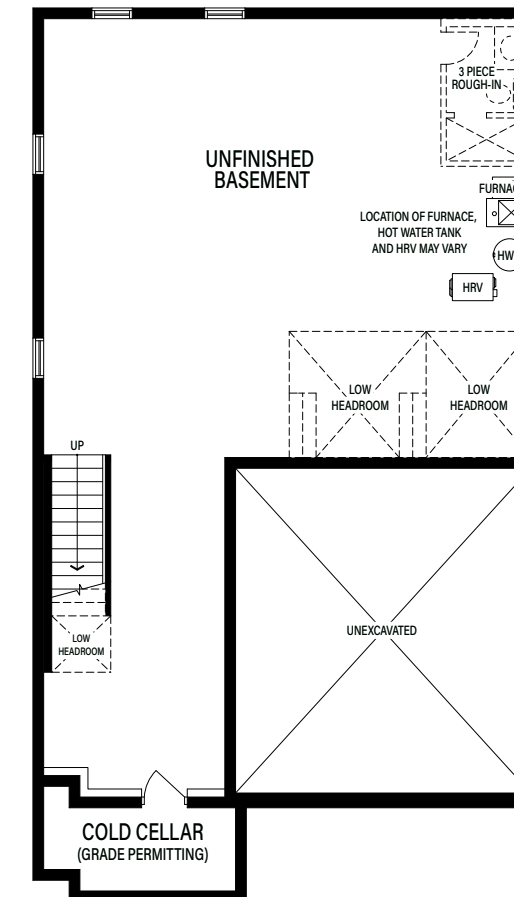 3 PIECE
ROUGH-IN
UNFINISHED
BASEMENT
LOCATION OF FURNACE,
HOT WATER TANK
AND HRV MAY VARY
HRV
LOW
HEADROOM
LOW
HEADROOM
UP
UNEXCAVATED
LOW
HEADROOM
COLD CELLAR
(GRADE PERMITTING)